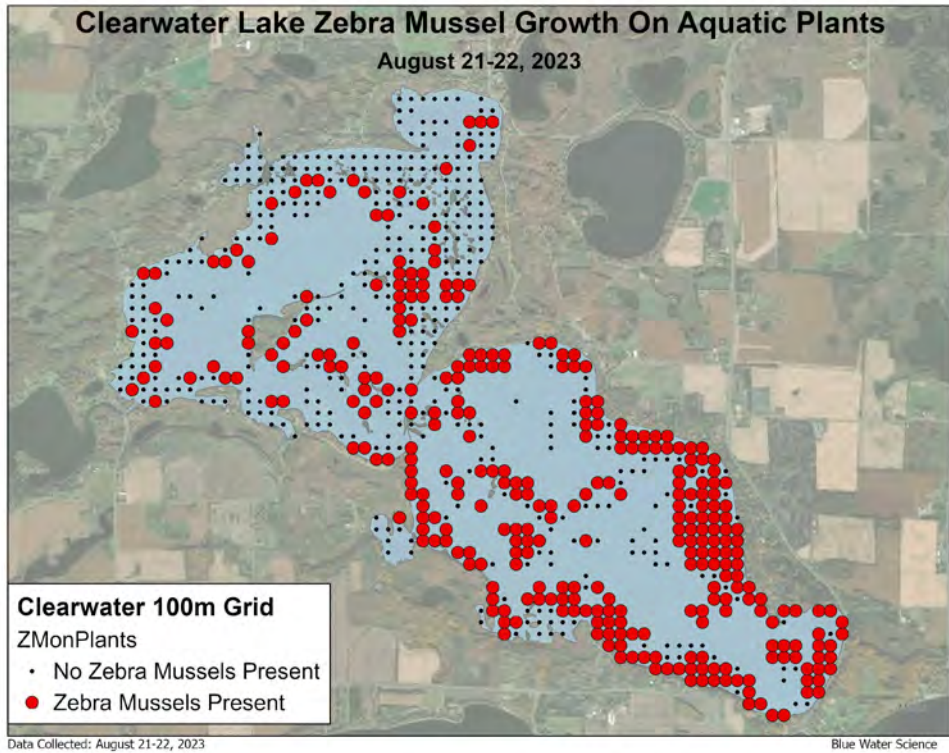 Clearwater Lake Zebra Mussel Growth On Aquatic Plants
August 21-22, 2023
Clearwater 100m Grid
ZMonPlants
No Zebra Mussels Present
Zebra Mussels Present
Data Collected: August 21-22, 2023
Blue Water Science